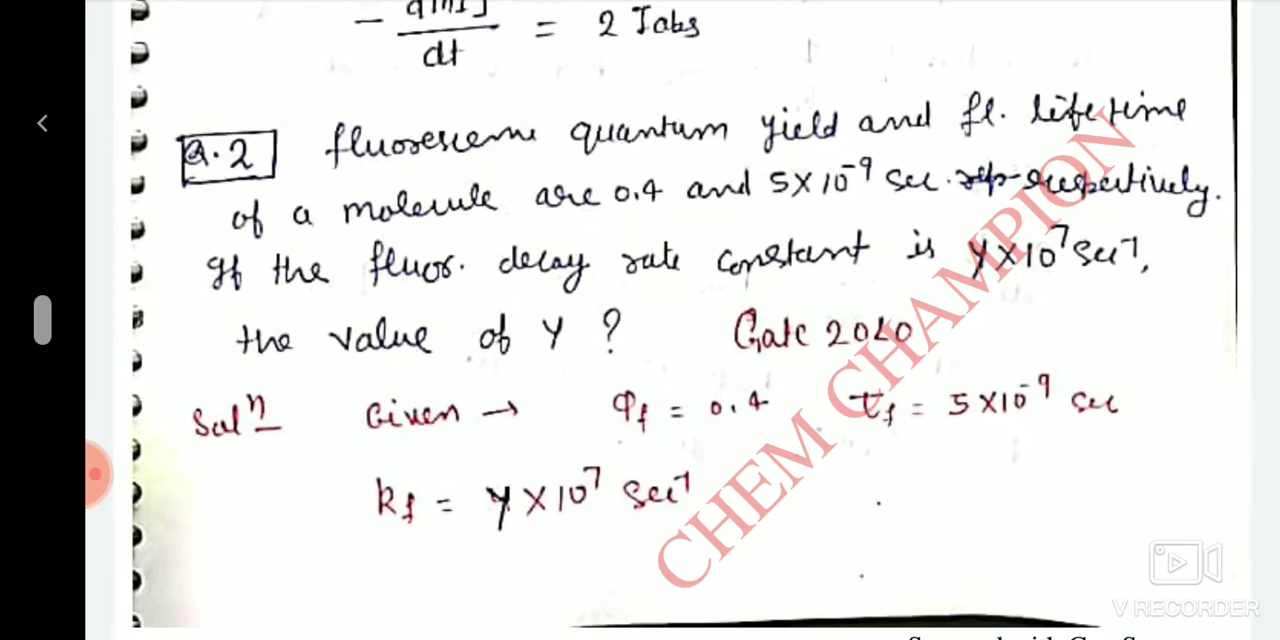 dt = 2 Iabs
Q.2 fluorescence quantum yield and fl. lifetime
of a molecule are 0.4 and 5×10⁻⁹ sec. respectively.
If the fluor. decay rate constant is Y×10⁷ sec⁻¹,
the value of Y ? Gate 2020
Solⁿ Given → Φf = 0.4 τf = 5×10⁻⁹ sec
kf = Y×10⁷ sec⁻¹
CHEM CHAMPION
V RECORDER